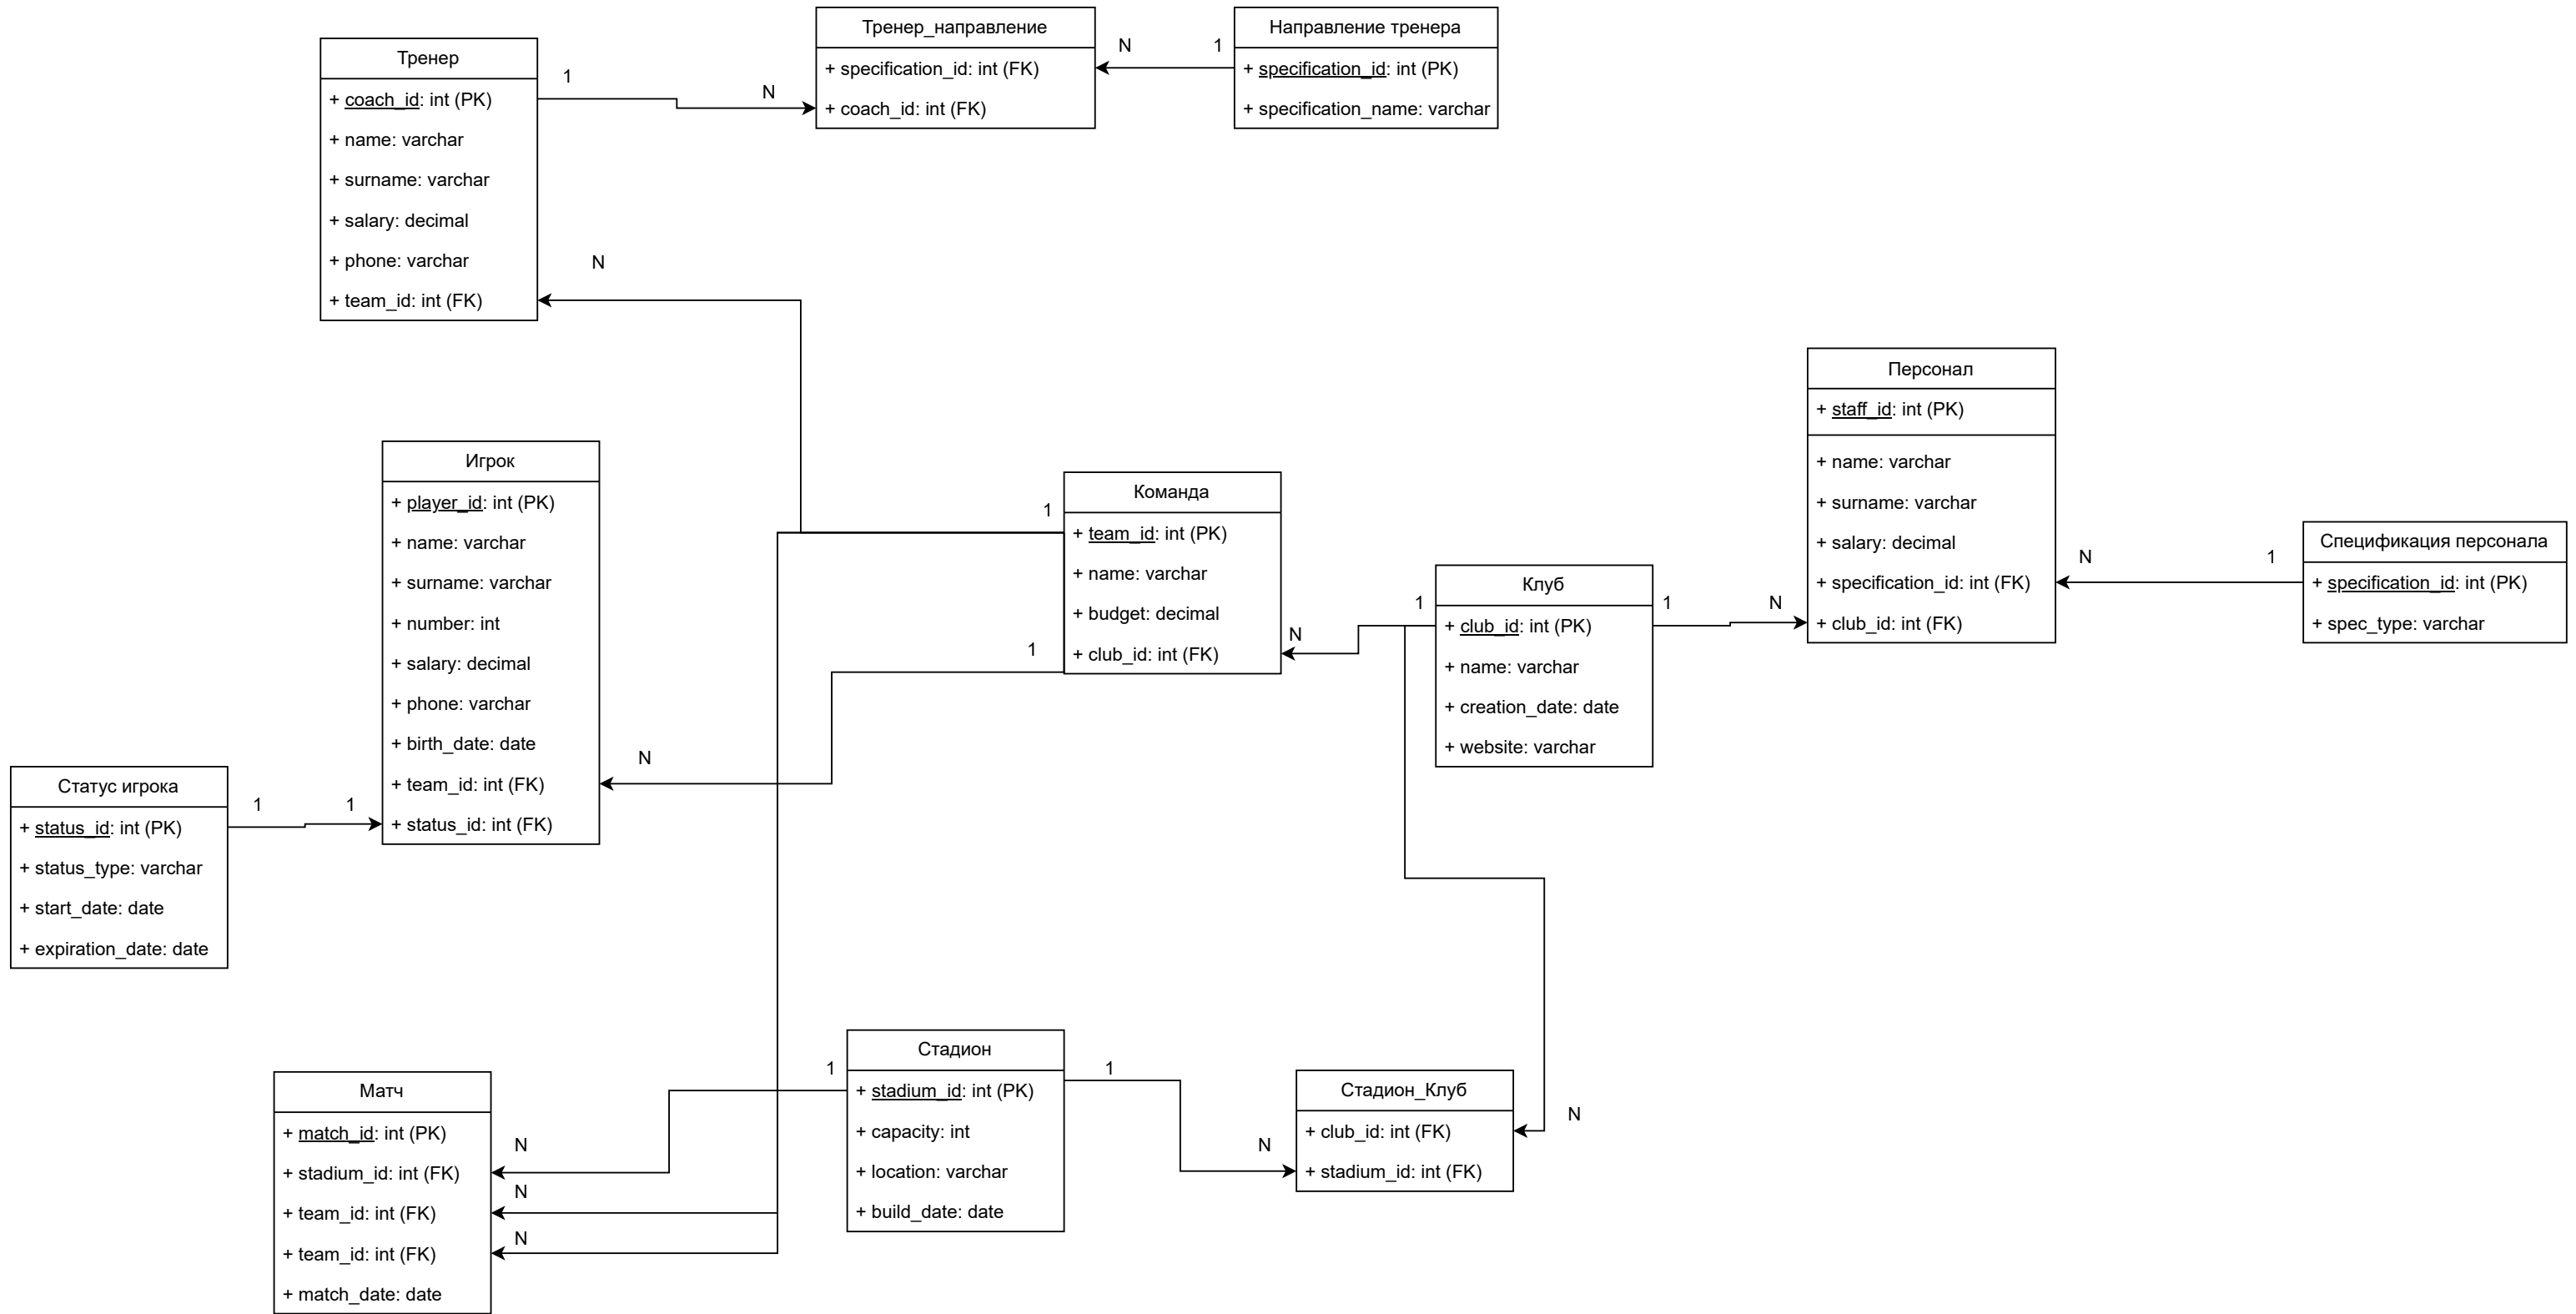 Тренер
+ coach_id: int (PK)
+ name: varchar
+ surname: varchar
+ salary: decimal
+ phone: varchar
+ team_id: int (FK)
1
N
N
Тренер_направление
+ specification_id: int (FK)
+ coach_id: int (FK)
N
1
Направление тренера
+ specification_id: int (PK)
+ specification_name: varchar
Игрок
+ player_id: int (PK)
+ name: varchar
+ surname: varchar
+ number: int
+ salary: decimal
+ phone: varchar
+ birth_date: date
+ team_id: int (FK)
+ status_id: int (FK)
N
1
1
Команда
+ team_id: int (PK)
+ name: varchar
+ budget: decimal
+ club_id: int (FK)
N
1
Клуб
+ club_id: int (PK)
+ name: varchar
+ creation_date: date
+ website: varchar
1
N
Персонал
+ staff_id: int (PK)
+ name: varchar
+ surname: varchar
+ salary: decimal
+ specification_id: int (FK)
+ club_id: int (FK)
N
1
Спецификация персонала
+ specification_id: int (PK)
+ spec_type: varchar
Статус игрока
+ status_id: int (PK)
+ status_type: varchar
+ start_date: date
+ expiration_date: date
1
1
Матч
+ match_id: int (PK)
+ stadium_id: int (FK)
+ team_id: int (FK)
+ team_id: int (FK)
+ match_date: date
N
N
N
1
Стадион
+ stadium_id: int (PK)
+ capacity: int
+ location: varchar
+ build_date: date
1
N
Стадион_Клуб
+ club_id: int (FK)
+ stadium_id: int (FK)
N